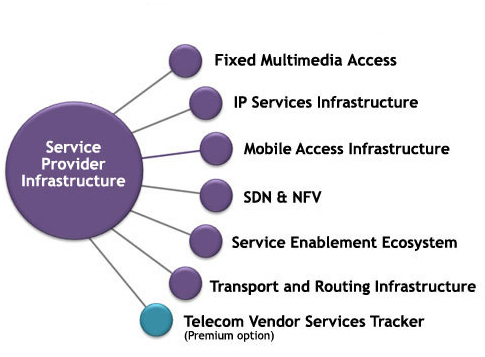 Fixed Multimedia Access
IP Services Infrastructure
Mobile Access Infrastructure
Service
Provider
Infrastructure
SDN & NFV
Service Enablement Ecosystem
Transport and Routing Infrastructure
Telecom Vendor Services Tracker
(Premium option)